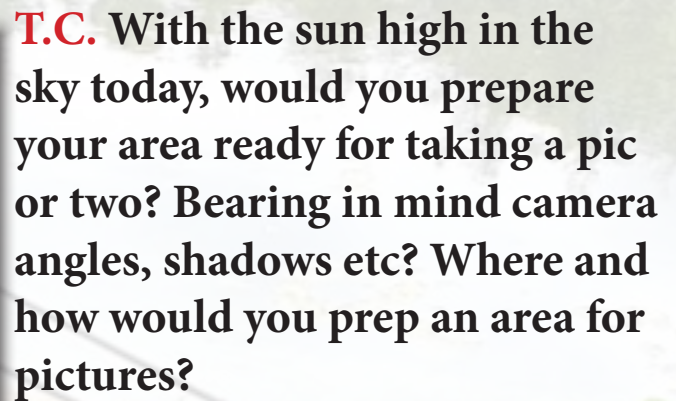 T.C. With the sun high in the
sky today, would you prepare
your area ready for taking a pic
or two? Bearing in mind camera
angles, shadows etc? Where and
how would you prep an area for
pictures?